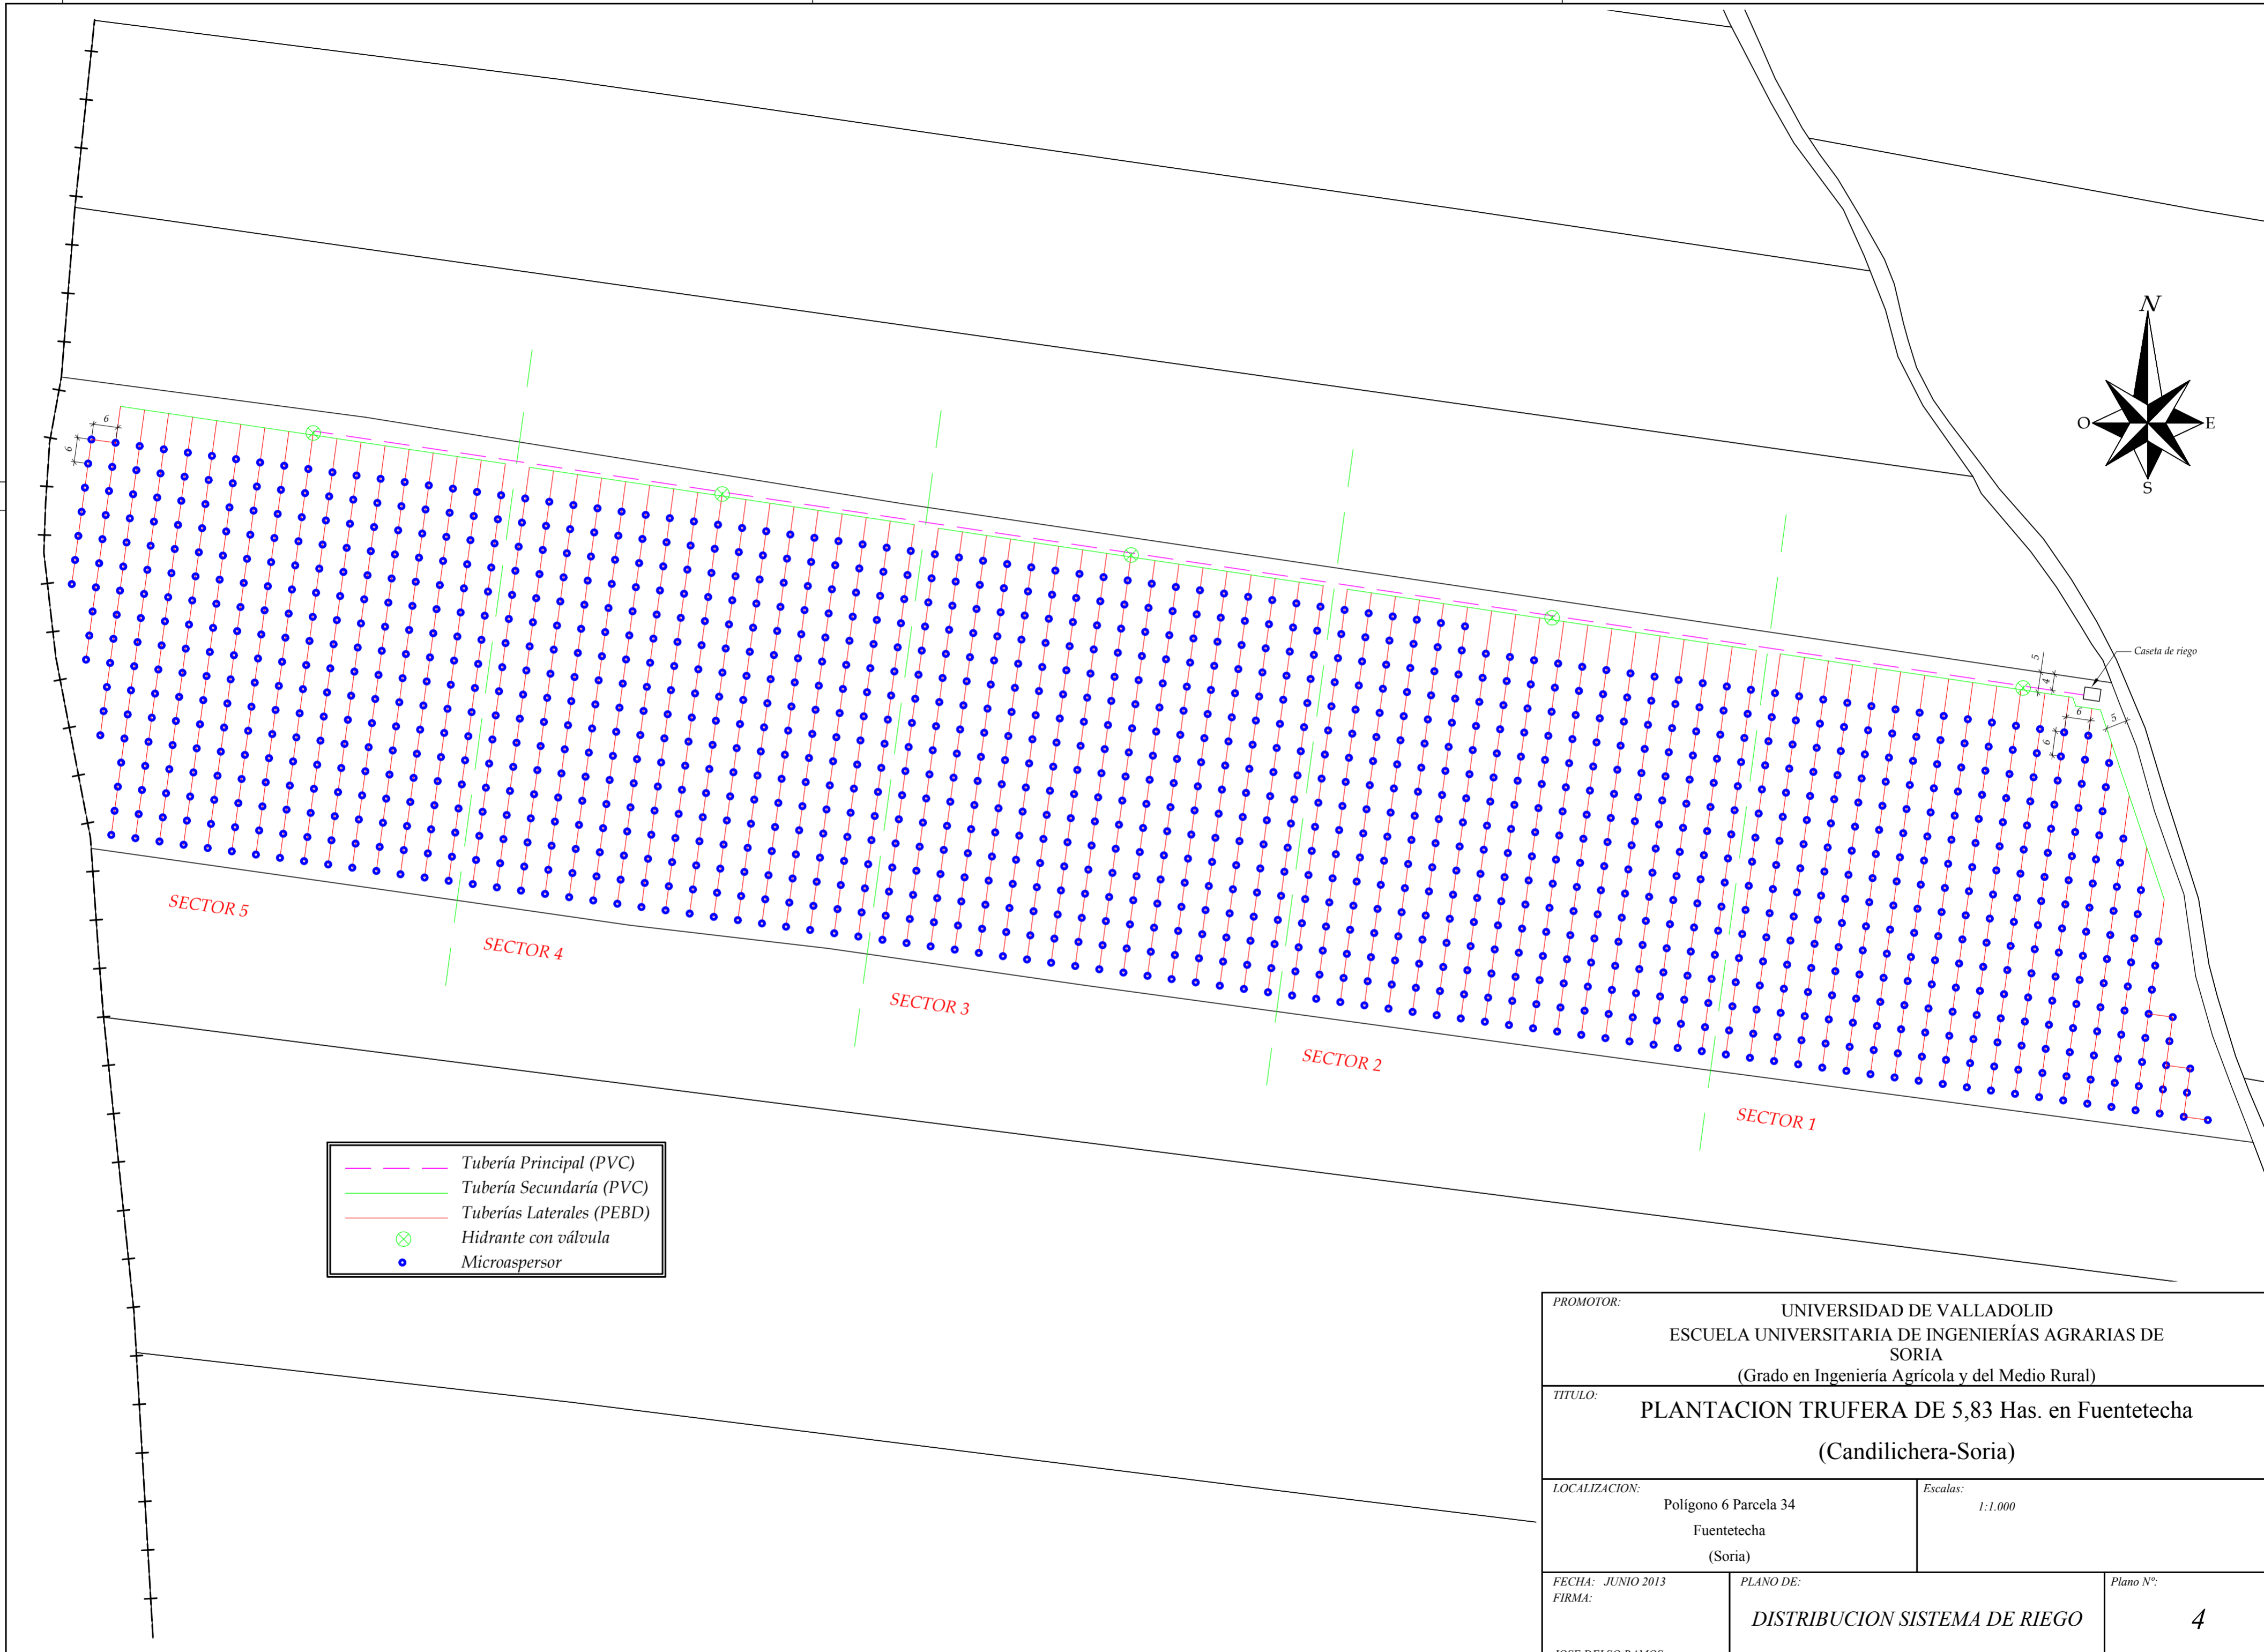 N
O
E
S
6
6
5
4
Caseta de riego
6
5
6
SECTOR 5
SECTOR 4
SECTOR 3
SECTOR 2
SECTOR 1
Tubería Principal (PVC)
Tubería Secundaría (PVC)
Tuberías Laterales (PEBD)
Hidrante con válvula
Microaspersor
PROMOTOR:
UNIVERSIDAD DE VALLADOLID
ESCUELA UNIVERSITARIA DE INGENIERÍAS AGRARIAS DE
SORIA
(Grado en Ingeniería Agrícola y del Medio Rural)
TITULO:
PLANTACION TRUFERA DE 5,83 Has. en Fuentetecha
(Candilichera-Soria)
LOCALIZACION:
Polígono 6 Parcela 34
Fuentetecha
(Soria)
Escalas:
1:1.000
FECHA: JUNIO 2013
FIRMA:
PLANO DE:
DISTRIBUCION SISTEMA DE RIEGO
Plano Nº:
4